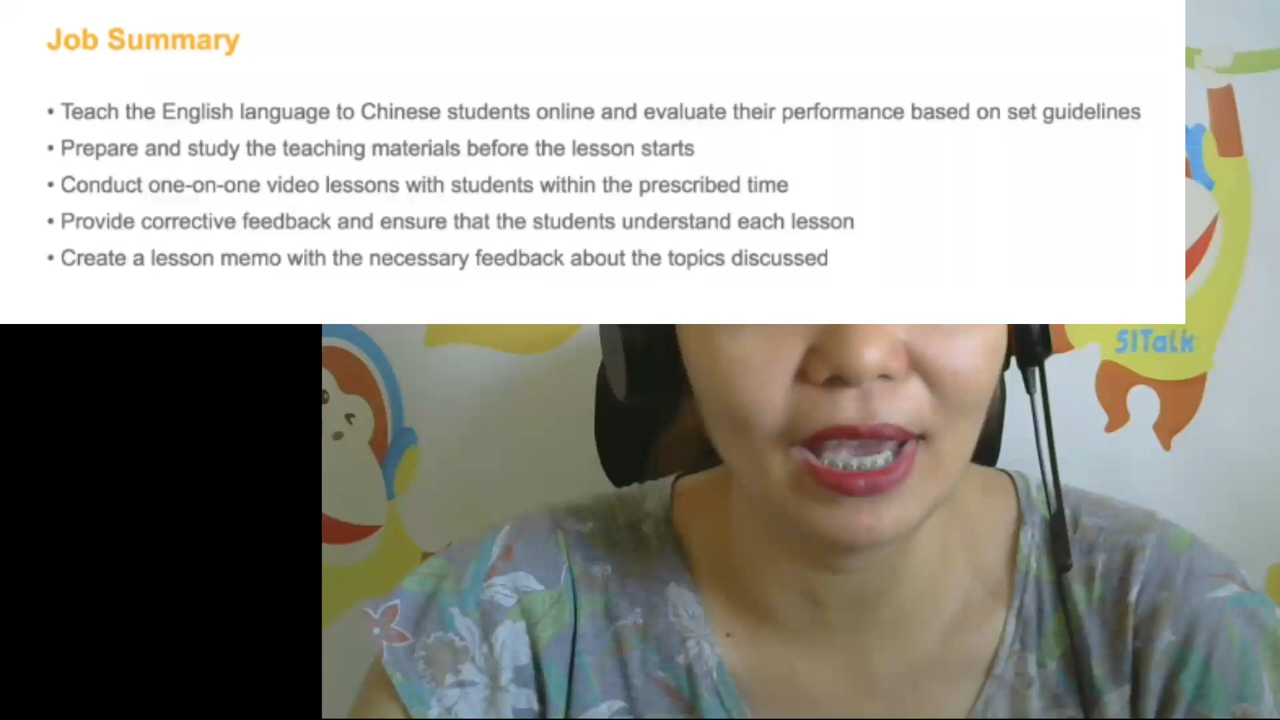 Job Summary
• Teach the English language to Chinese students online and evaluate their performance based on set guidelines
• Prepare and study the teaching materials before the lesson starts
• Conduct one-on-one video lessons with students within the prescribed time
• Provide corrective feedback and ensure that the students understand each lesson
• Create a lesson memo with the necessary feedback about the topics discussed
51Talk